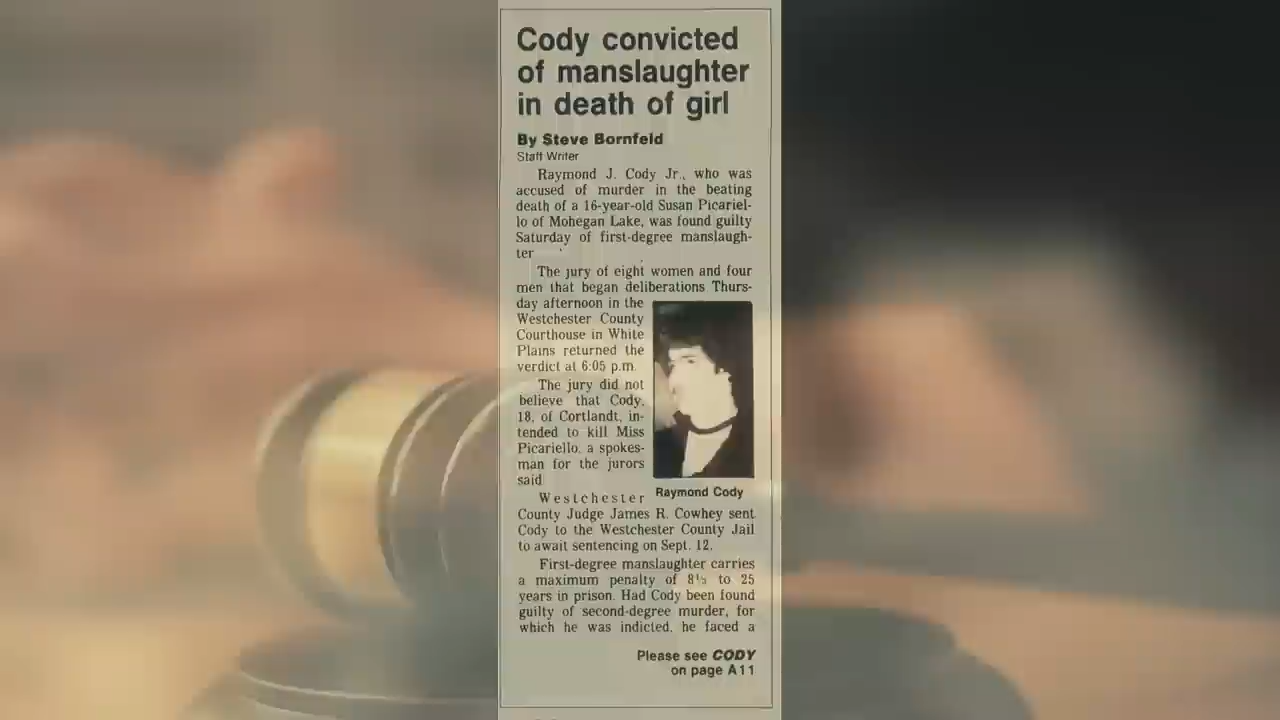 Cody convicted
of manslaughter
in death of girl
By Steve Bornfeld
Staff Writer
Raymond J. Cody Jr., who was
accused of murder in the beating
death of a 16-year-old Susan Picariel-
lo of Mohegan Lake, was found guilty
Saturday of first-degree manslaugh-
ter
The jury of eight women and four
men that began deliberations Thurs-
day afternoon in the
Westchester County
Courthouse in White
Plains returned the
verdict at 6:05 p.m.
The jury did not
believe that Cody,
18, of Cortlandt, in-
tended to kill Miss
Picariello, a spokes-
man for the jurors
said
Westchester
Raymond Cody
County Judge James R. Cowhey sent
Cody to the Westchester County Jail
to await sentencing on Sept. 12.
First-degree manslaughter carries
a maximum penalty of 8⅓ to 25
years in prison. Had Cody been found
guilty of second-degree murder, for
which he was indicted, he faced a
Please see CODY
on page A11